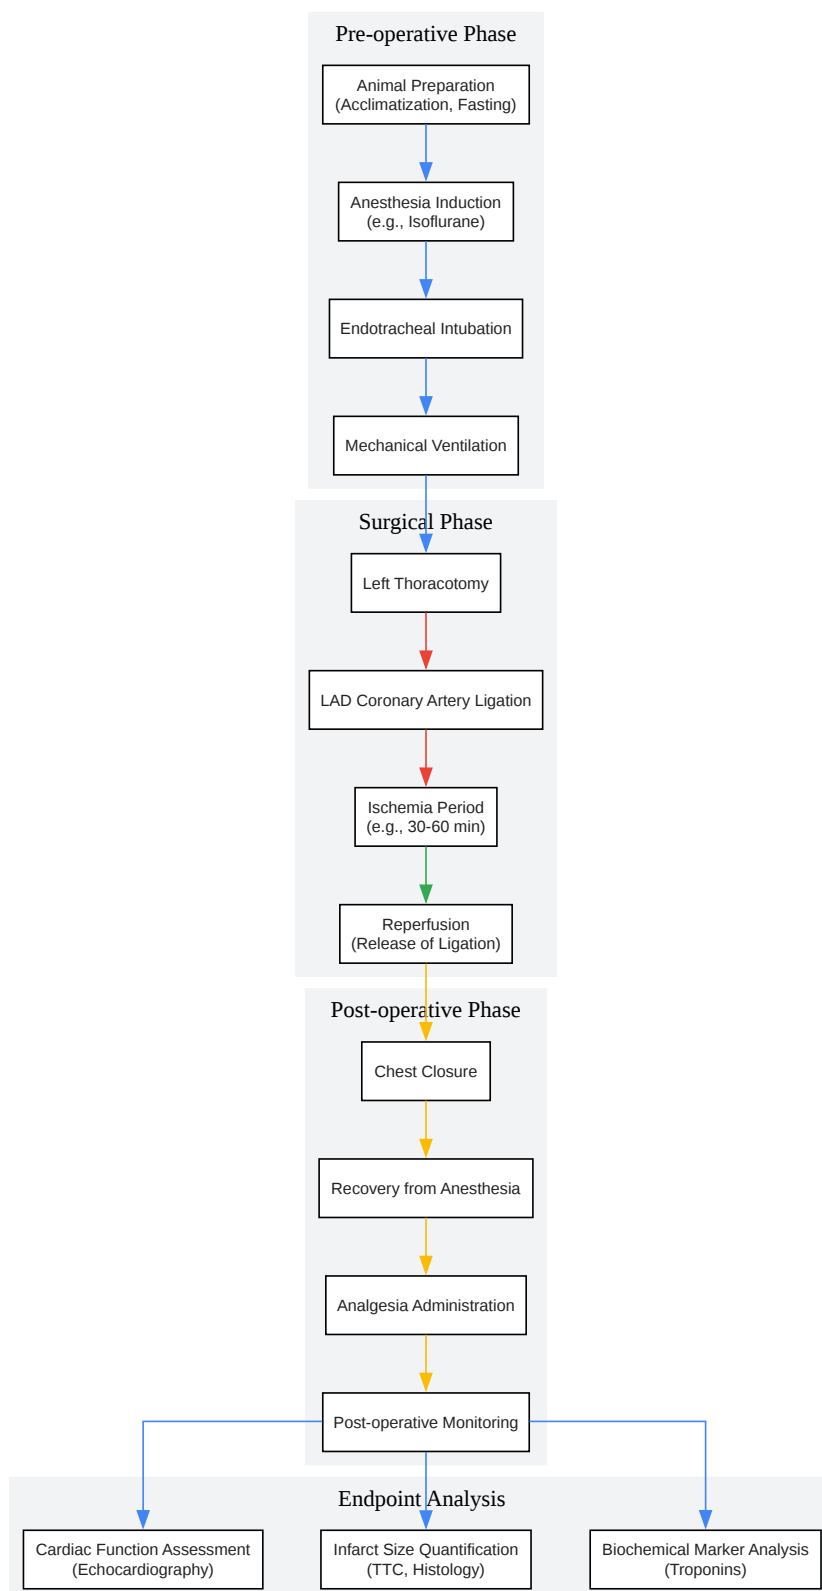 Pre-operative Phase
Animal Preparation
(Acclimatization, Fasting)
Anesthesia Induction
(e.g., Isoflurane)
Endotracheal Intubation
Mechanical Ventilation
Surgical Phase
Left Thoracotomy
LAD Coronary Artery Ligation
Ischemia Period
(e.g., 30-60 min)
Reperfusion
(Release of Ligation)
Post-operative Phase
Chest Closure
Recovery from Anesthesia
Analgesia Administration
Post-operative Monitoring
Endpoint Analysis
Cardiac Function Assessment
(Echocardiography)
Infarct Size Quantification
(TTC, Histology)
Biochemical Marker Analysis
(Troponins)